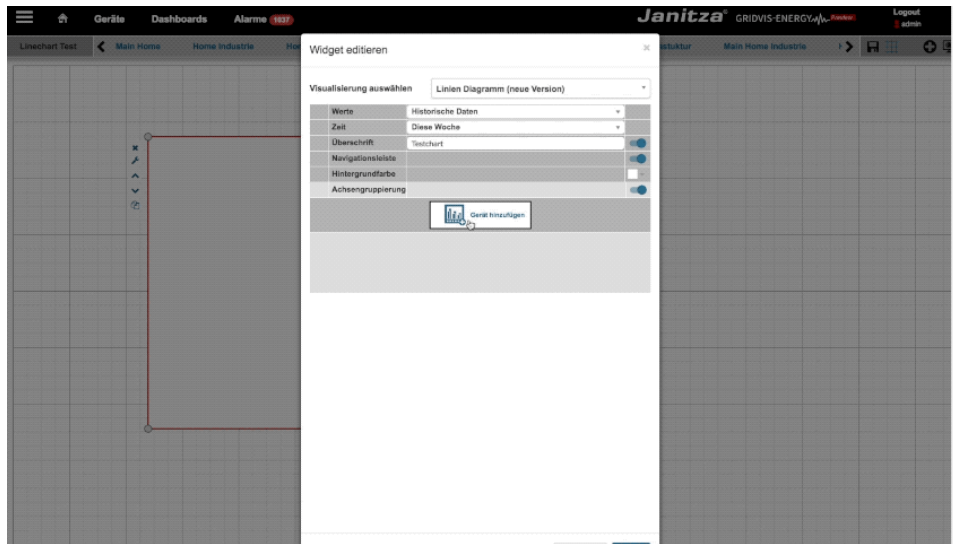 Geräte Dashboards Alarme 1037 Janitza® GRIDVIS-ENERGY Logout
admin
Linechart Test Main Home Home Industrie Main Home Industrie
Widget editieren ×
Visualisierung auswählen Linien Diagramm (neue Version)
Werte Historische Daten
Zeit Diese Woche
Überschrift Testchart
Navigationsleiste
Hintergrundfarbe
Achsengruppierung
Gerät hinzufügen